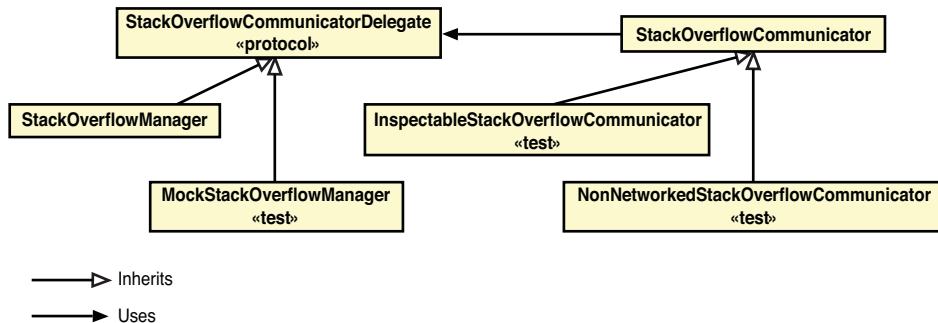 StackOverflowCommunicatorDelegate
«protocol»
StackOverflowCommunicator
StackOverflowManager
InspectableStackOverflowCommunicator
«test»
MockStackOverflowManager
«test»
NonNetworkedStackOverflowCommunicator
«test»
Inherits
Uses